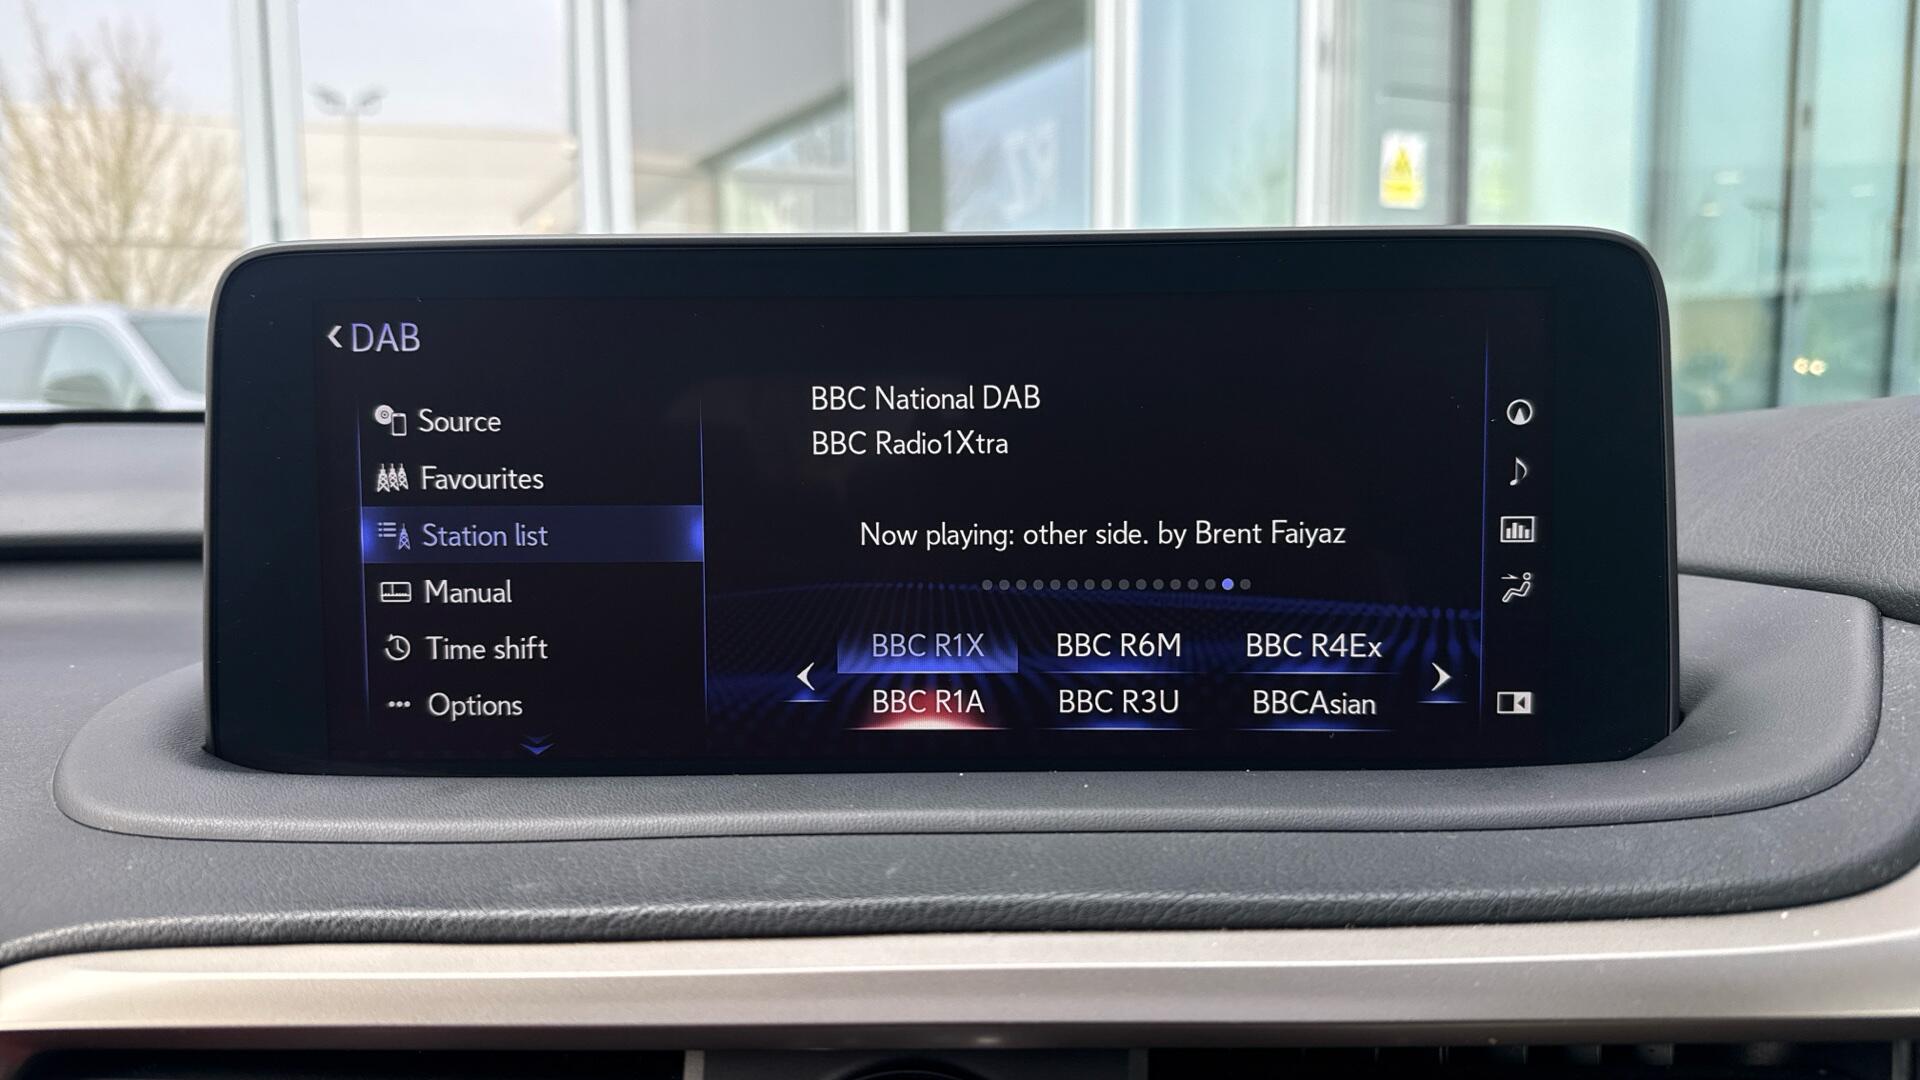 DAB
Source
Favourites
Station list
Manual
Time shift
Options
BBC National DAB
BBC Radio1Xtra
Now playing: other side. by Brent Faiyaz
BBC R1X BBC R6M BBC R4Ex
BBC R1A BBC R3U BBCAsian